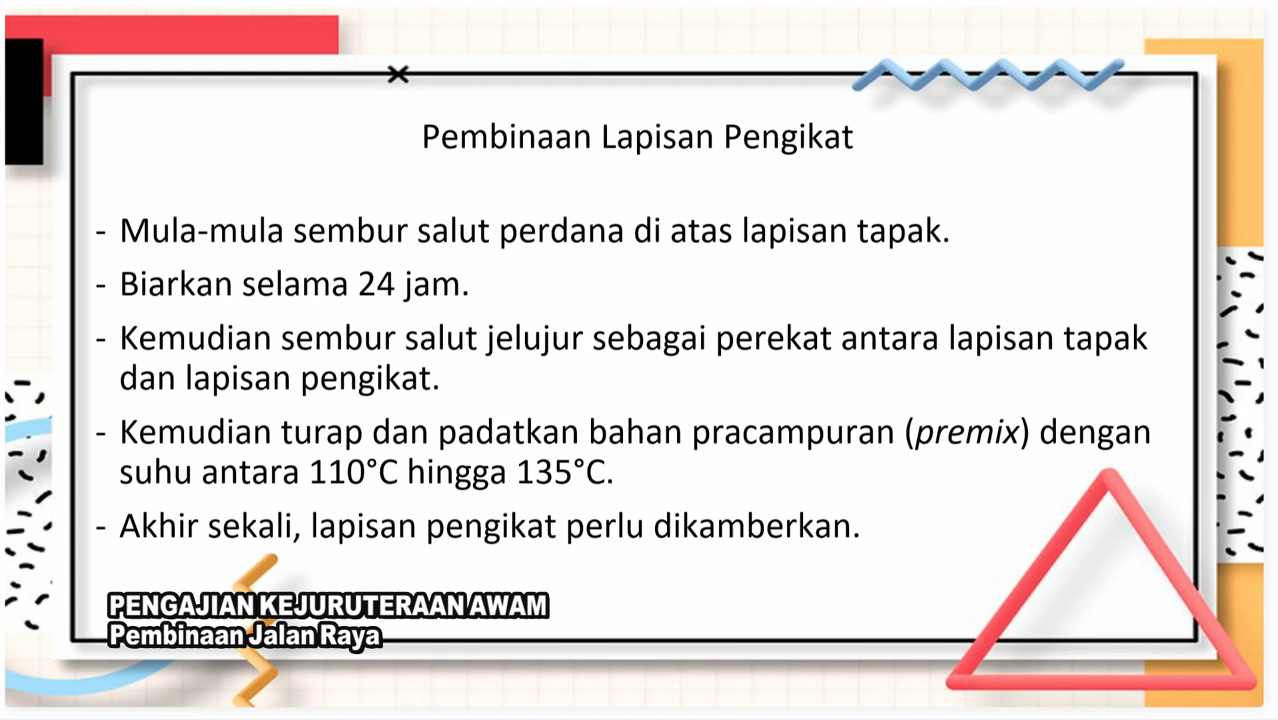 Pembinaan Lapisan Pengikat
- Mula-mula sembur salut perdana di atas lapisan tapak.
- Biarkan selama 24 jam.
- Kemudian sembur salut jelujur sebagai perekat antara lapisan tapak
dan lapisan pengikat.
- Kemudian turap dan padatkan bahan pracampuran (premix) dengan
suhu antara 110°C hingga 135°C.
- Akhir sekali, lapisan pengikat perlu dikamberkan.
PENGAJIAN KEJURUTERAAN AWAM
Pembinaan Jalan Raya